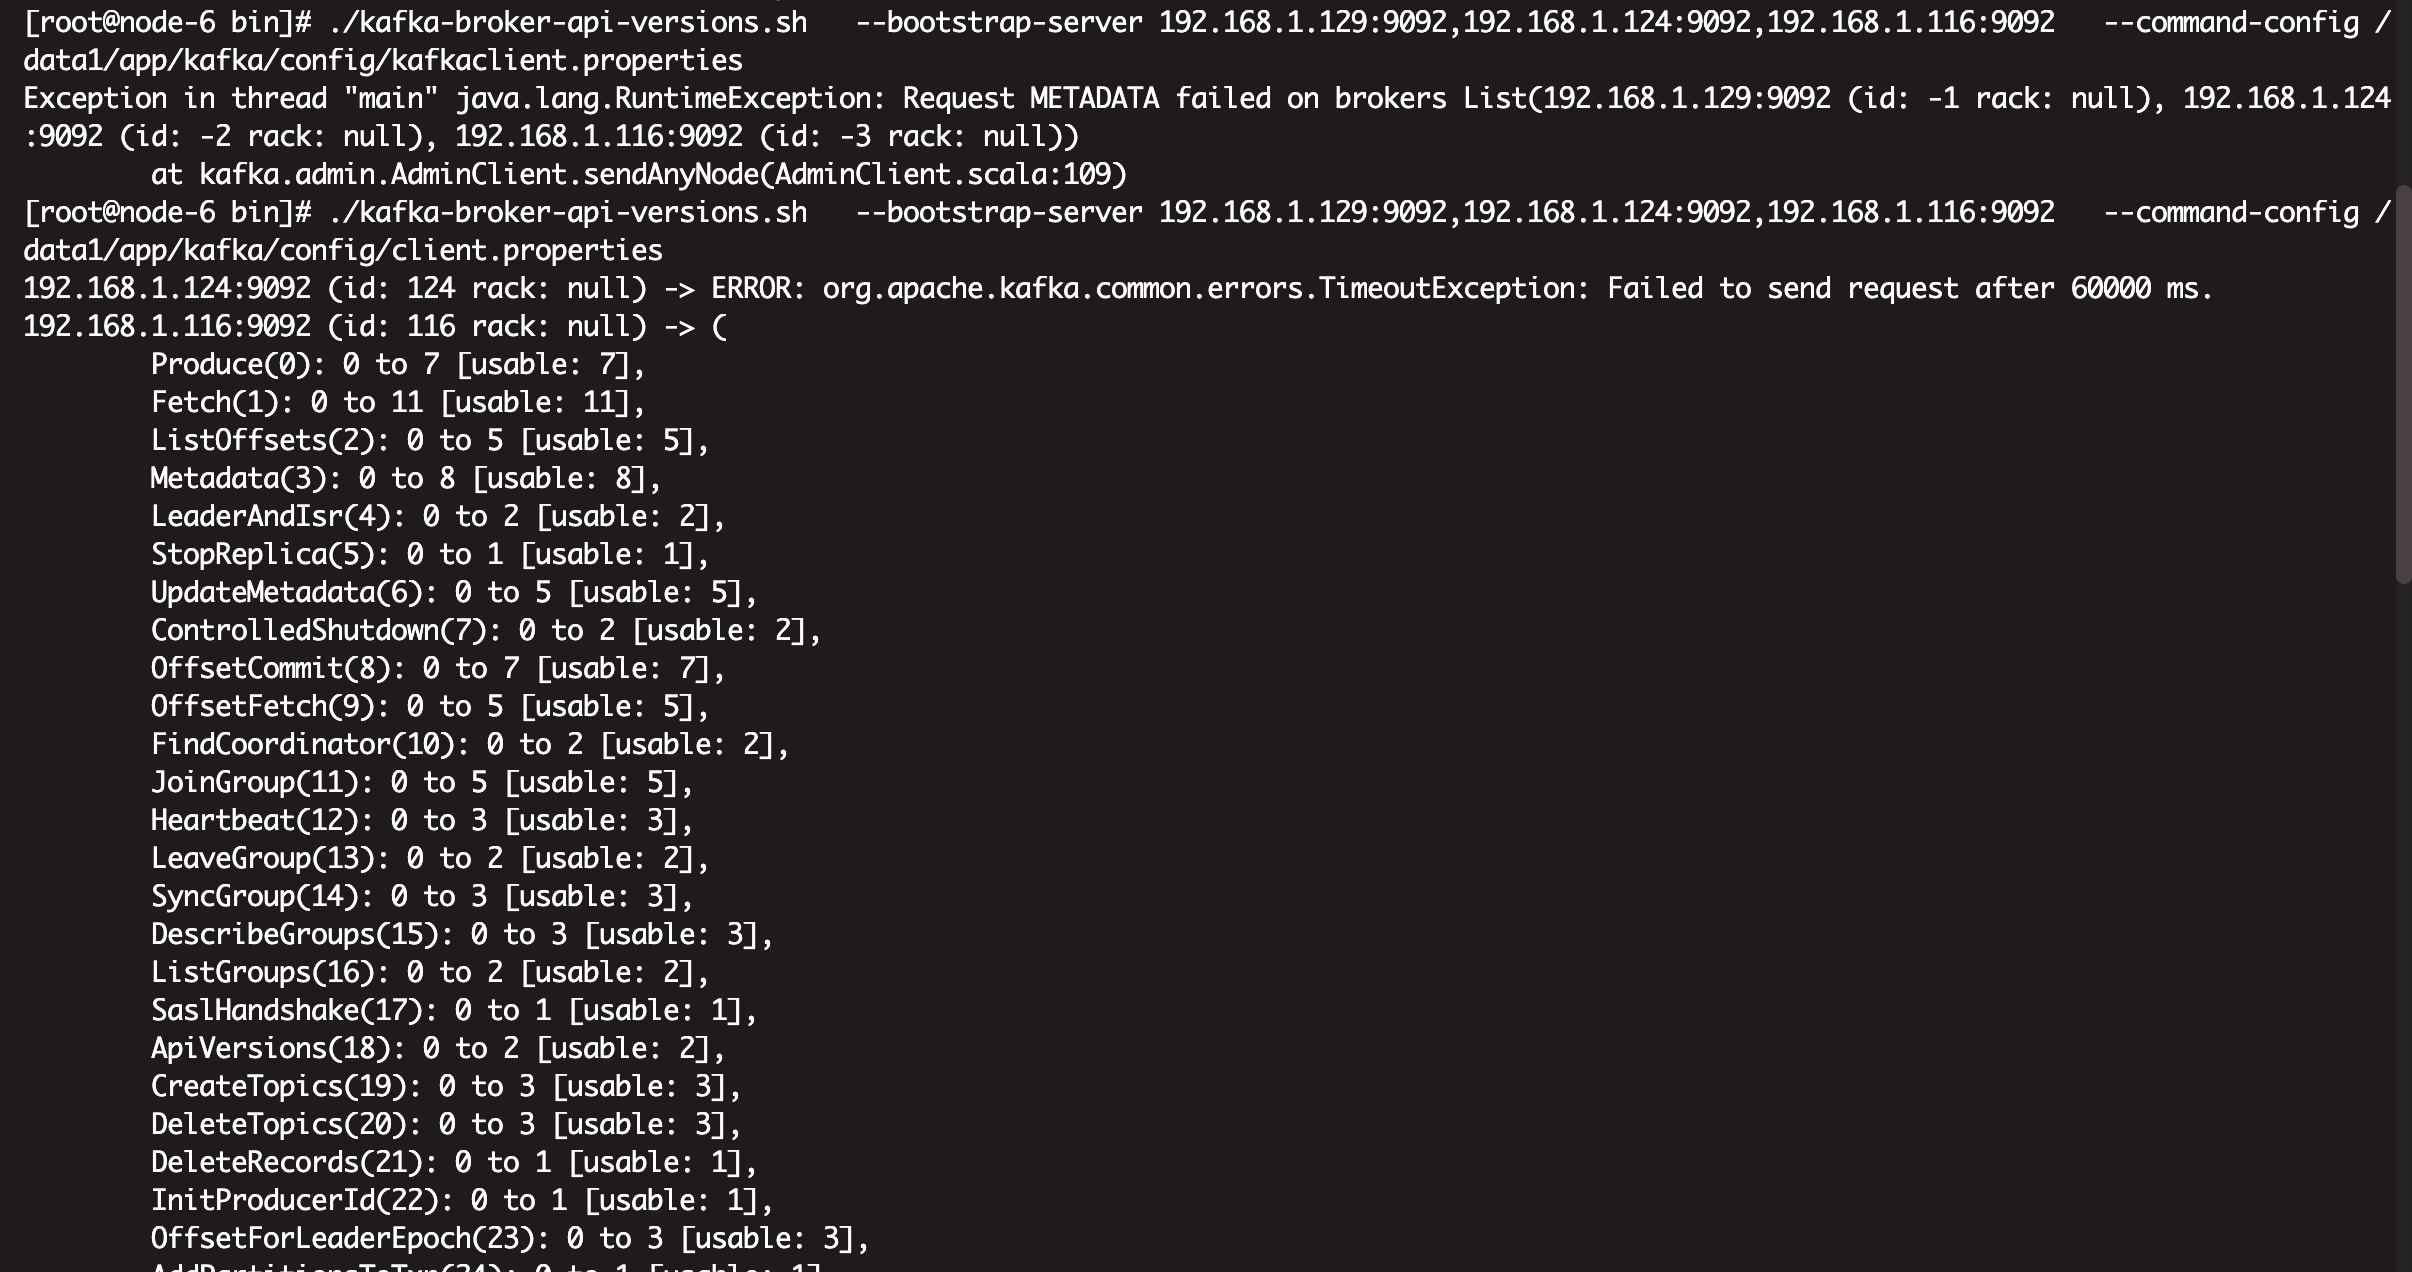 [root@node-6 bin]# ./kafka-broker-api-versions.sh   --bootstrap-server 192.168.1.129:9092,192.168.1.124:9092,192.168.1.116:9092   --command-config /
data1/app/kafka/config/kafkaclient.properties
Exception in thread "main" java.lang.RuntimeException: Request METADATA failed on brokers List(192.168.1.129:9092 (id: -1 rack: null), 192.168.1.124
:9092 (id: -2 rack: null), 192.168.1.116:9092 (id: -3 rack: null))
        at kafka.admin.AdminClient.sendAnyNode(AdminClient.scala:109)
[root@node-6 bin]# ./kafka-broker-api-versions.sh   --bootstrap-server 192.168.1.129:9092,192.168.1.124:9092,192.168.1.116:9092   --command-config /
data1/app/kafka/config/client.properties
192.168.1.124:9092 (id: 124 rack: null) -> ERROR: org.apache.kafka.common.errors.TimeoutException: Failed to send request after 60000 ms.
192.168.1.116:9092 (id: 116 rack: null) -> (
        Produce(0): 0 to 7 [usable: 7],
        Fetch(1): 0 to 11 [usable: 11],
        ListOffsets(2): 0 to 5 [usable: 5],
        Metadata(3): 0 to 8 [usable: 8],
        LeaderAndIsr(4): 0 to 2 [usable: 2],
        StopReplica(5): 0 to 1 [usable: 1],
        UpdateMetadata(6): 0 to 5 [usable: 5],
        ControlledShutdown(7): 0 to 2 [usable: 2],
        OffsetCommit(8): 0 to 7 [usable: 7],
        OffsetFetch(9): 0 to 5 [usable: 5],
        FindCoordinator(10): 0 to 2 [usable: 2],
        JoinGroup(11): 0 to 5 [usable: 5],
        Heartbeat(12): 0 to 3 [usable: 3],
        LeaveGroup(13): 0 to 2 [usable: 2],
        SyncGroup(14): 0 to 3 [usable: 3],
        DescribeGroups(15): 0 to 3 [usable: 3],
        ListGroups(16): 0 to 2 [usable: 2],
        SaslHandshake(17): 0 to 1 [usable: 1],
        ApiVersions(18): 0 to 2 [usable: 2],
        CreateTopics(19): 0 to 3 [usable: 3],
        DeleteTopics(20): 0 to 3 [usable: 3],
        DeleteRecords(21): 0 to 1 [usable: 1],
        InitProducerId(22): 0 to 1 [usable: 1],
        OffsetForLeaderEpoch(23): 0 to 3 [usable: 3],
        AddPartitionsToTxn(24): 0 to 1 [usable: 1]